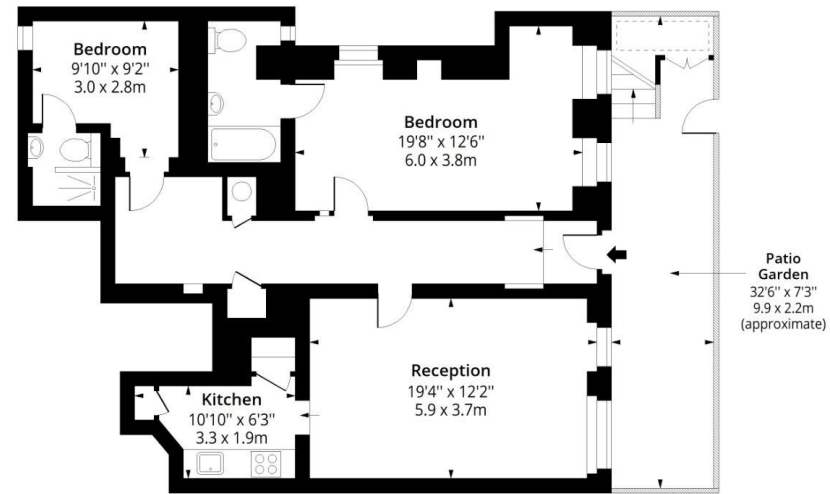 Bedroom
9'10" x 9'2"
3.0 x 2.8m
Bedroom
19'8" x 12'6"
6.0 x 3.8m
Patio
Garden
32'6" x 7'3"
9.9 x 2.2m
(approximate)
Reception
19'4" x 12'2"
5.9 x 3.7m
Kitchen
10'10" x 6'3"
3.3 x 1.9m